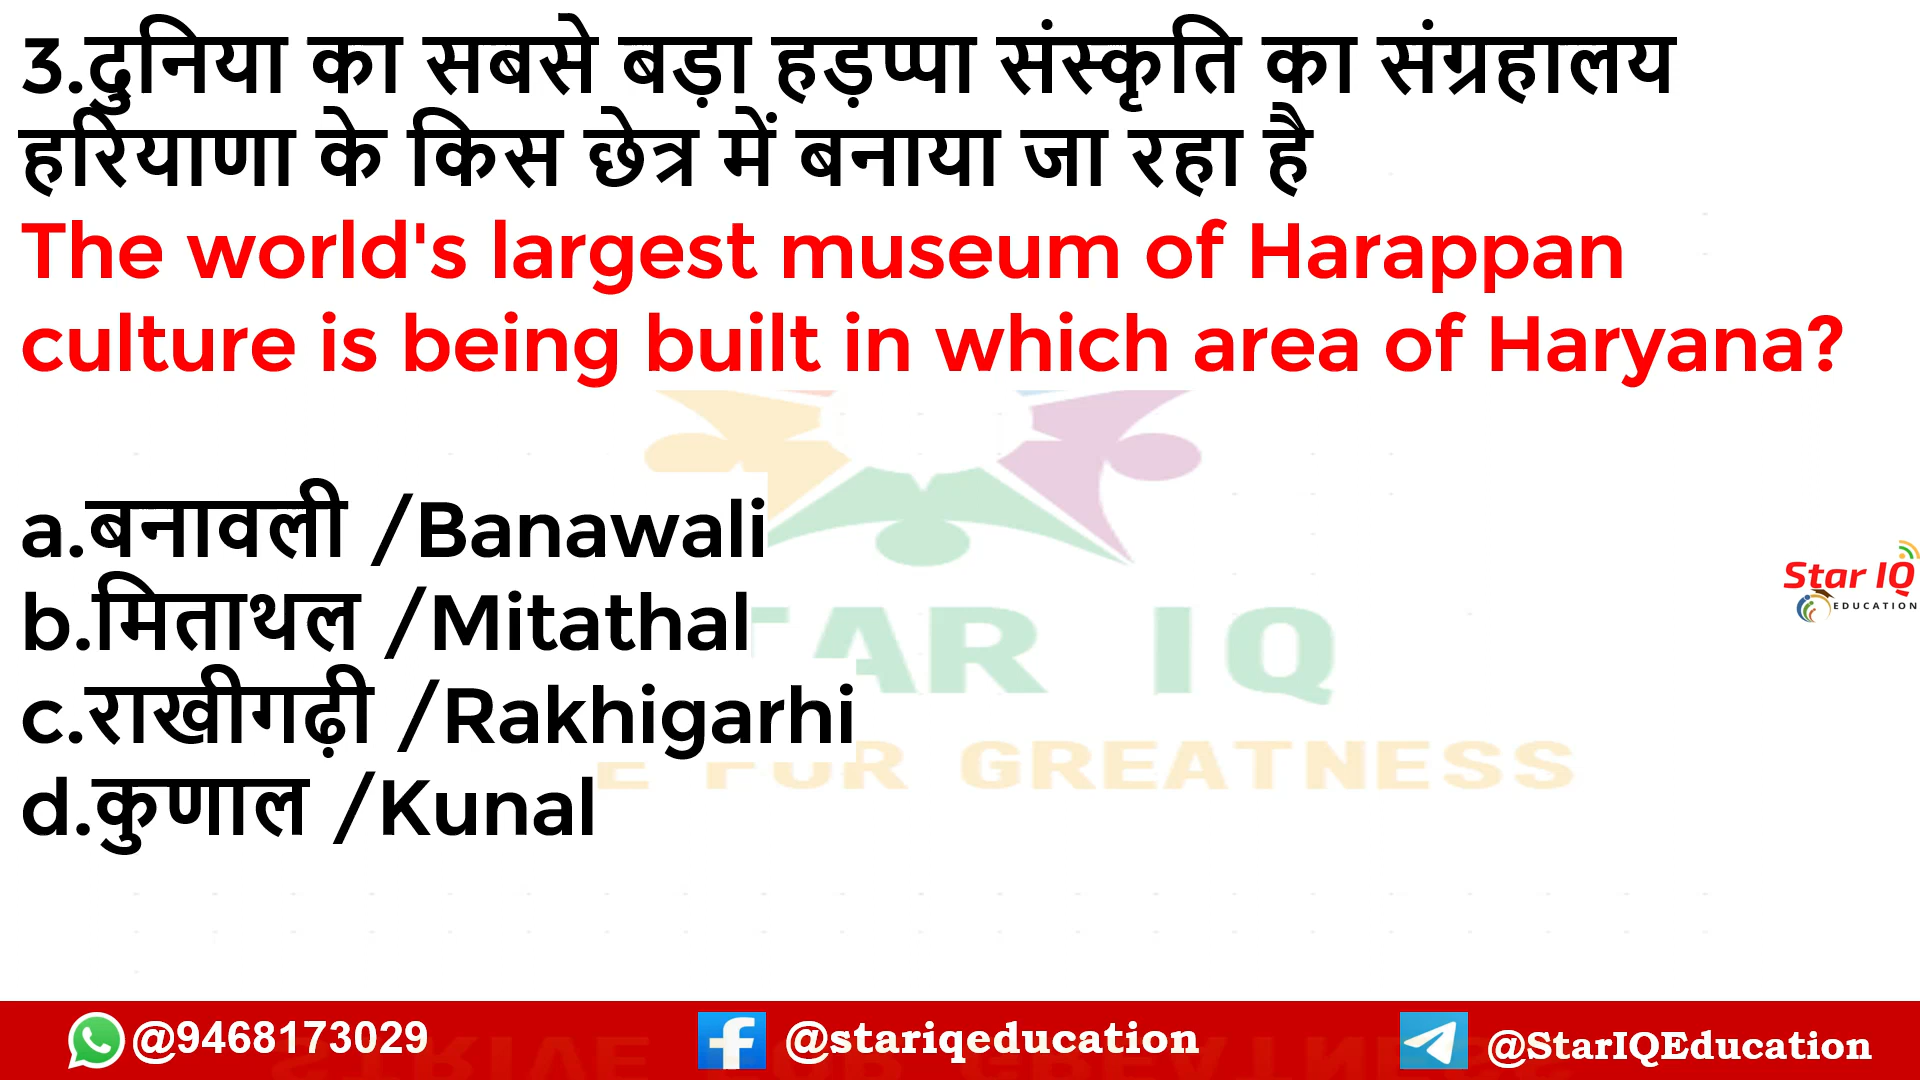 3.दुनिया का सबसे बड़ा हड़प्पा संस्कृति का संग्रहालय
हरियाणा के किस छेत्र में बनाया जा रहा है
The world's largest museum of Harappan
culture is being built in which area of Haryana?
a.बनावली /Banawali
b.मिताथल /Mitathal
c.राखीगढ़ी /Rakhigarhi
d.कुणाल /Kunal
TAR IQ
E FOR GREATNESS
Star IQ
EDUCATION
@9468173029
@stariqeducation
@StarIQEducation